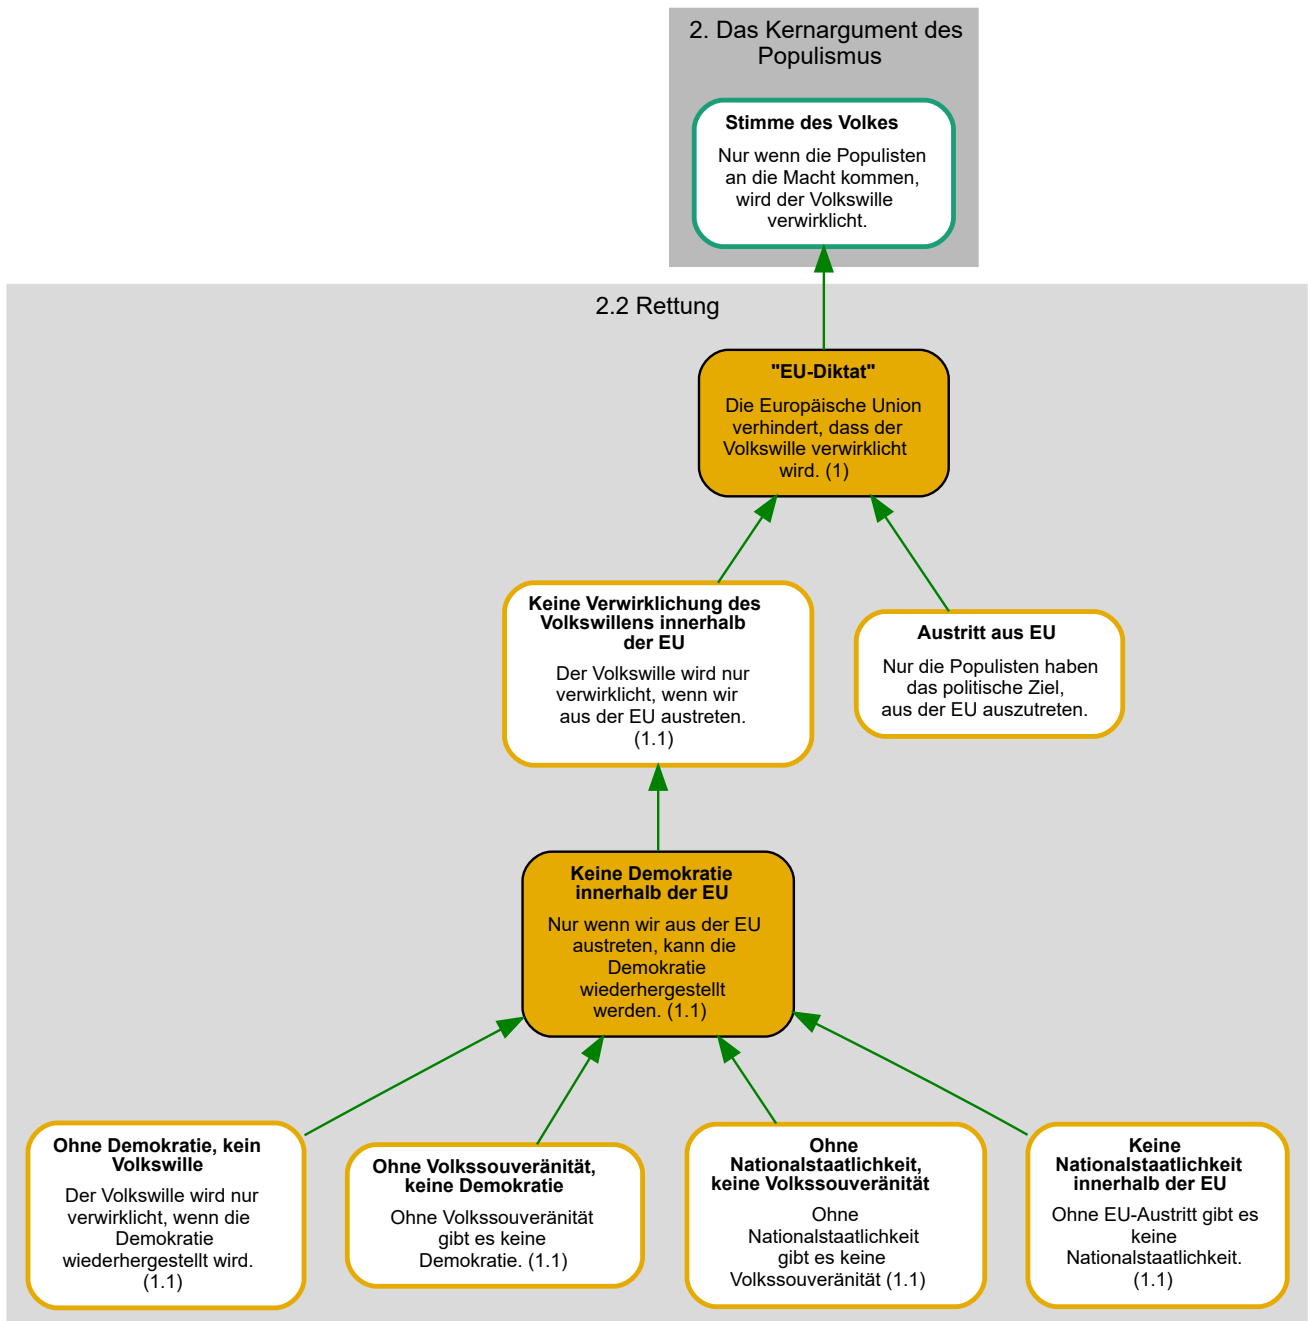 2. Das Kernargument des
Populismus
Stimme des Volkes
Nur wenn die Populisten
an die Macht kommen,
wird der Volkswille
verwirklicht.
2.2 Rettung
"EU-Diktat"
Die Europäische Union
verhindert, dass der
Volkswille verwirklicht
wird. (1)
Keine Verwirklichung des
Volkswillens innerhalb
der EU
Der Volkswille wird nur
verwirklicht, wenn wir
aus der EU austreten.
(1.1)
Austritt aus EU
Nur die Populisten haben
das politische Ziel,
aus der EU auszutreten.
Keine Demokratie
innerhalb der EU
Nur wenn wir aus der EU
austreten, kann die
Demokratie
wiederhergestellt
werden. (1.1)
Ohne Demokratie, kein
Volkswille
Der Volkswille wird nur
verwirklicht, wenn die
Demokratie
wiederhergestellt wird.
(1.1)
Ohne Volkssouveränität,
keine Demokratie
Ohne Volkssouveränität
gibt es keine
Demokratie. (1.1)
Ohne
Nationalstaatlichkeit,
keine Volkssouveränität
Ohne
Nationalstaatlichkeit
gibt es keine
Volkssouveränität (1.1)
Keine
Nationalstaatlichkeit
innerhalb der EU
Ohne EU-Austritt gibt es
keine
Nationalstaatlichkeit.
(1.1)